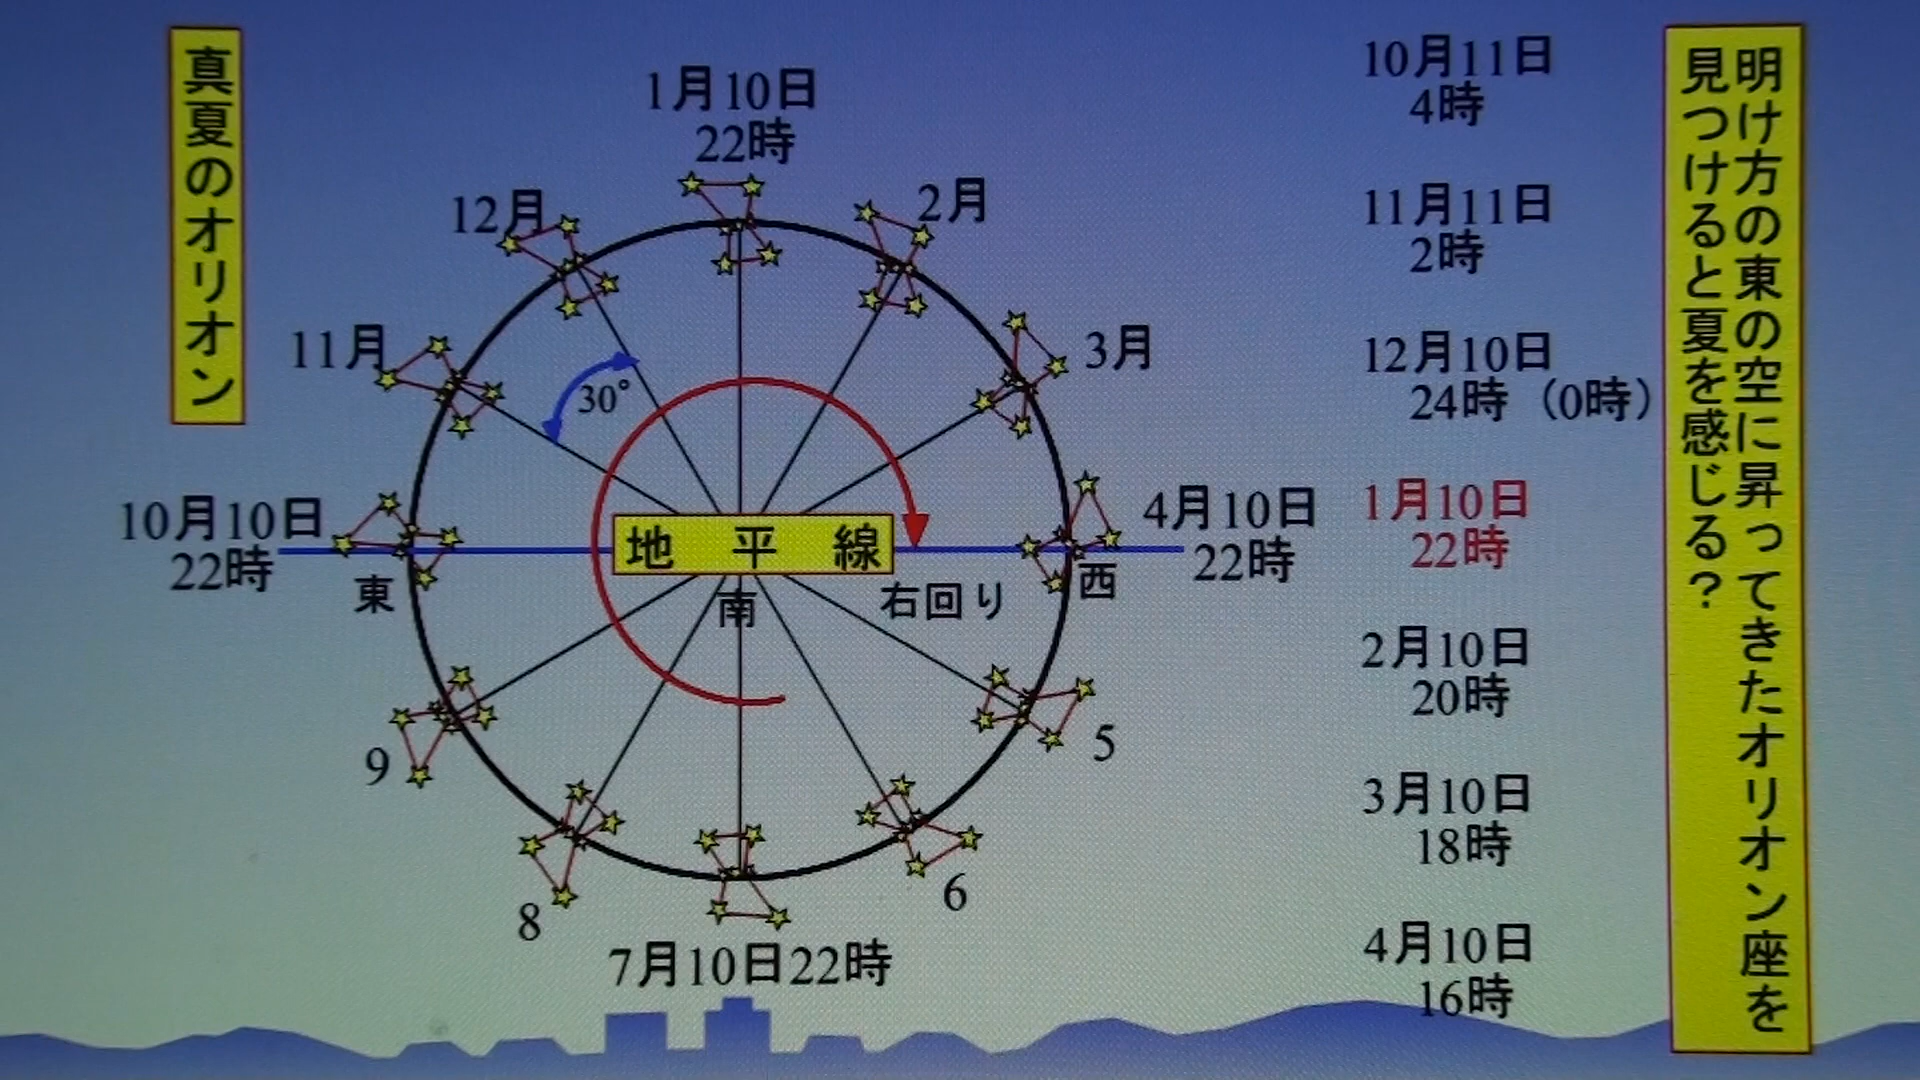 真夏のオリオン
1月10日
22時
12月
2月
11月
3月
30°
10月10日
22時
4月10日
22時
地平線
東
南
右回り
西
9
5
8
6
7月10日22時
10月11日
4時
11月11日
2時
12月10日
24時（0時）
1月10日
22時
2月10日
20時
3月10日
18時
4月10日
16時
明け方の東の空に昇ってきたオリオン座を
見つけると夏を感じる？